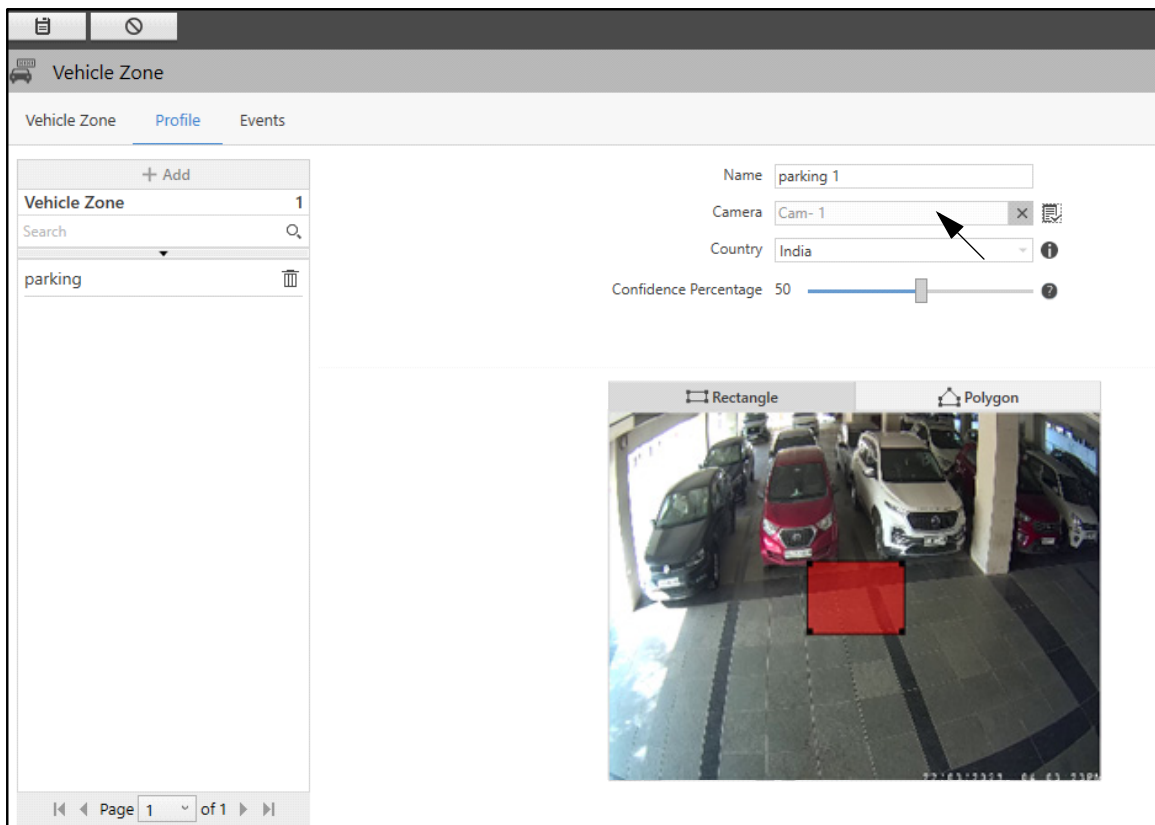 Vehicle Zone
Vehicle Zone Profile Events
+ Add
Vehicle Zone 1
Search
parking
Page 1 of 1
Name parking 1
Camera Cam- 1
Country India
Confidence Percentage 50
Rectangle Polygon